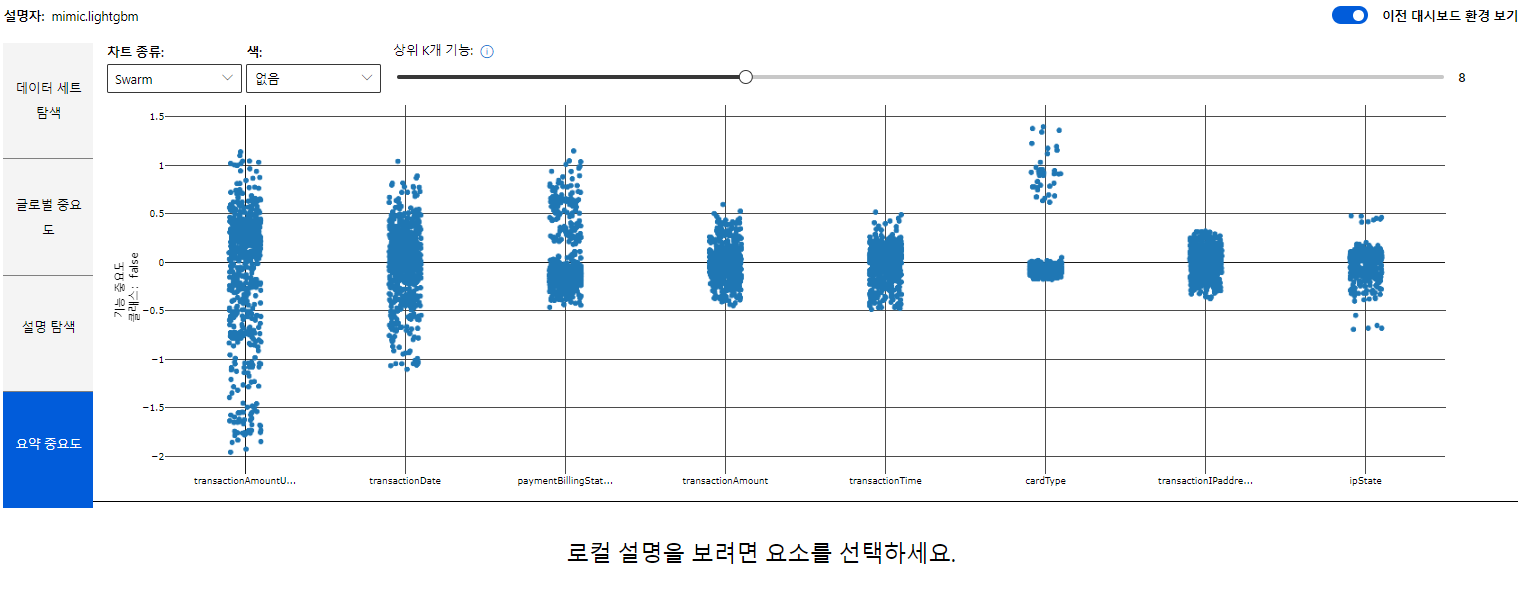 설명자: mimic.lightgbm
이전 대시보드 환경 보기
데이터 세트
탐색
글로벌 중요
도
설명 탐색
요약 중요도
차트 종류: 색: 상위 K개 기능:
Swarm 없음 8
기능 중요도
클래스: false
1.5
1
0.5
0
−0.5
−1
−1.5
−2
transactionAmountU... transactionDate paymentBillingStat... transactionAmount transactionTime cardType transactionIPaddre... ipState
로컬 설명을 보려면 요소를 선택하세요.